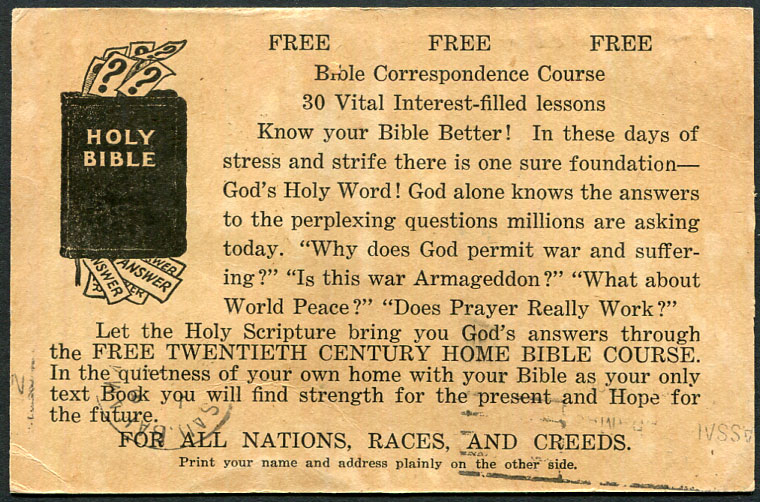 FREE FREE FREE
Bible Correspondence Course
30 Vital Interest-filled lessons
HOLY
BIBLE
Know your Bible Better! In these days of
stress and strife there is one sure foundation—
God's Holy Word! God alone knows the answers
to the perplexing questions millions are asking
today. "Why does God permit war and suffer-
ing?" "Is this war Armageddon?" "What about
World Peace?" "Does Prayer Really Work?"
ANSWER
ANSWER
Let the Holy Scripture bring you God's answers through
the FREE TWENTIETH CENTURY HOME BIBLE COURSE.
In the quietness of your own home with your Bible as your only
text Book you will find strength for the present and Hope for
the future.
FOR ALL NATIONS, RACES, AND CREEDS.
Print your name and address plainly on the other side.